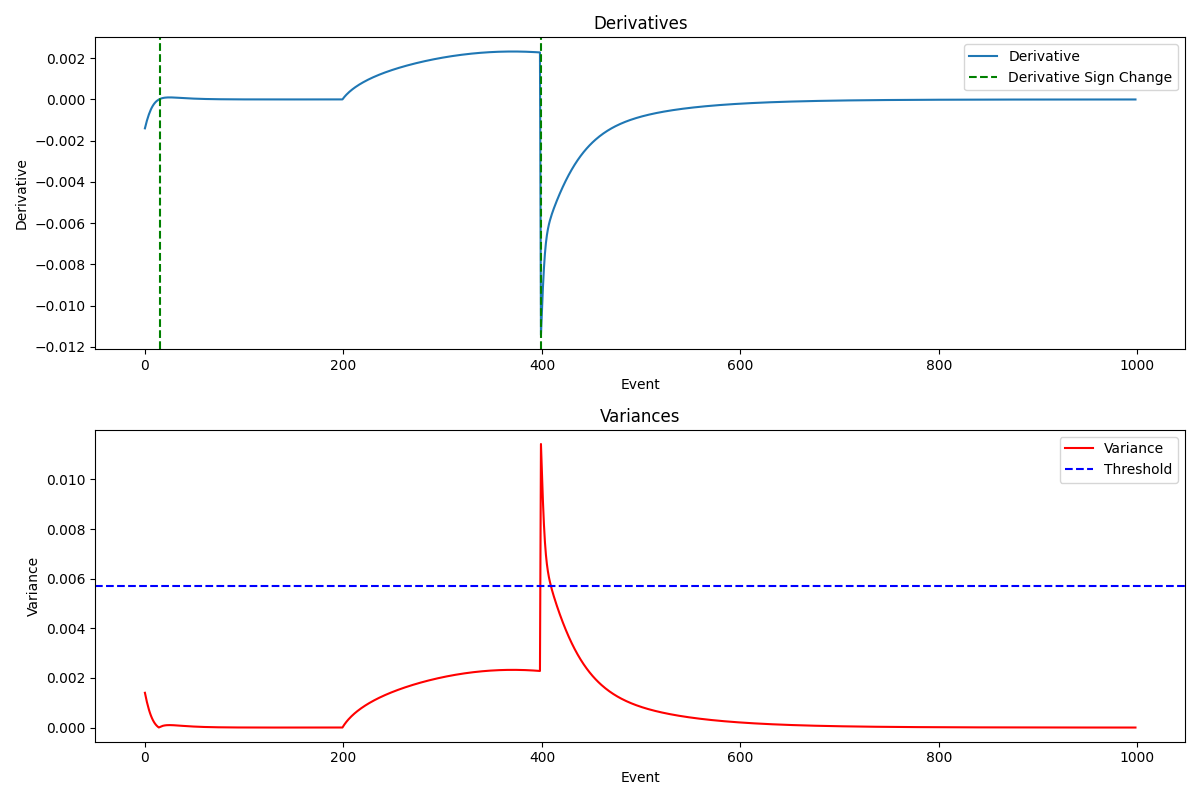 Derivatives
Derivative
0.002
0.000
−0.002
−0.004
−0.006
−0.008
−0.010
−0.012
Derivative
Derivative Sign Change
0 200 400 600 800 1000
Event
Variances
Variance
0.010
0.008
0.006
0.004
0.002
0.000
Variance
Threshold
0 200 400 600 800 1000
Event